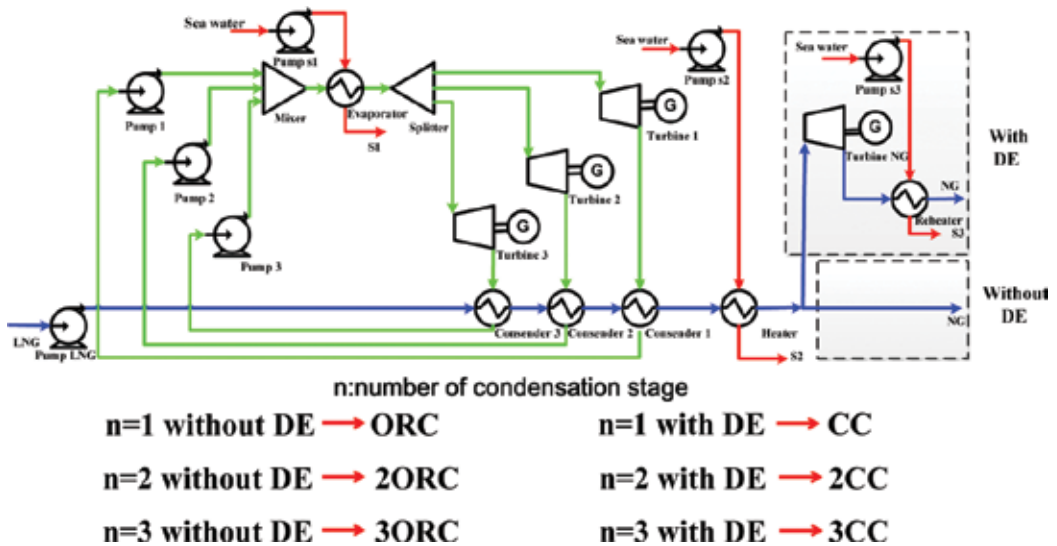 Sea water
Pump s1
Sea water
Pump s2
Sea water
Pump s3
Pump 1
Mixer
Evaporator
Splitter
S1
G
Turbine 1
G
Turbine NG
With
DE
NG
Reheater
S3
Pump 2
G
Turbine 2
G
Turbine 3
Pump 3
Without
DE
LNG
Pump LNG
Consender 3
Consender 2
Consender 1
Heater
NG
S2
n:number of condensation stage
n=1 without DE → ORC
n=1 with DE → CC
n=2 without DE → 2ORC
n=2 with DE → 2CC
n=3 without DE → 3ORC
n=3 with DE → 3CC